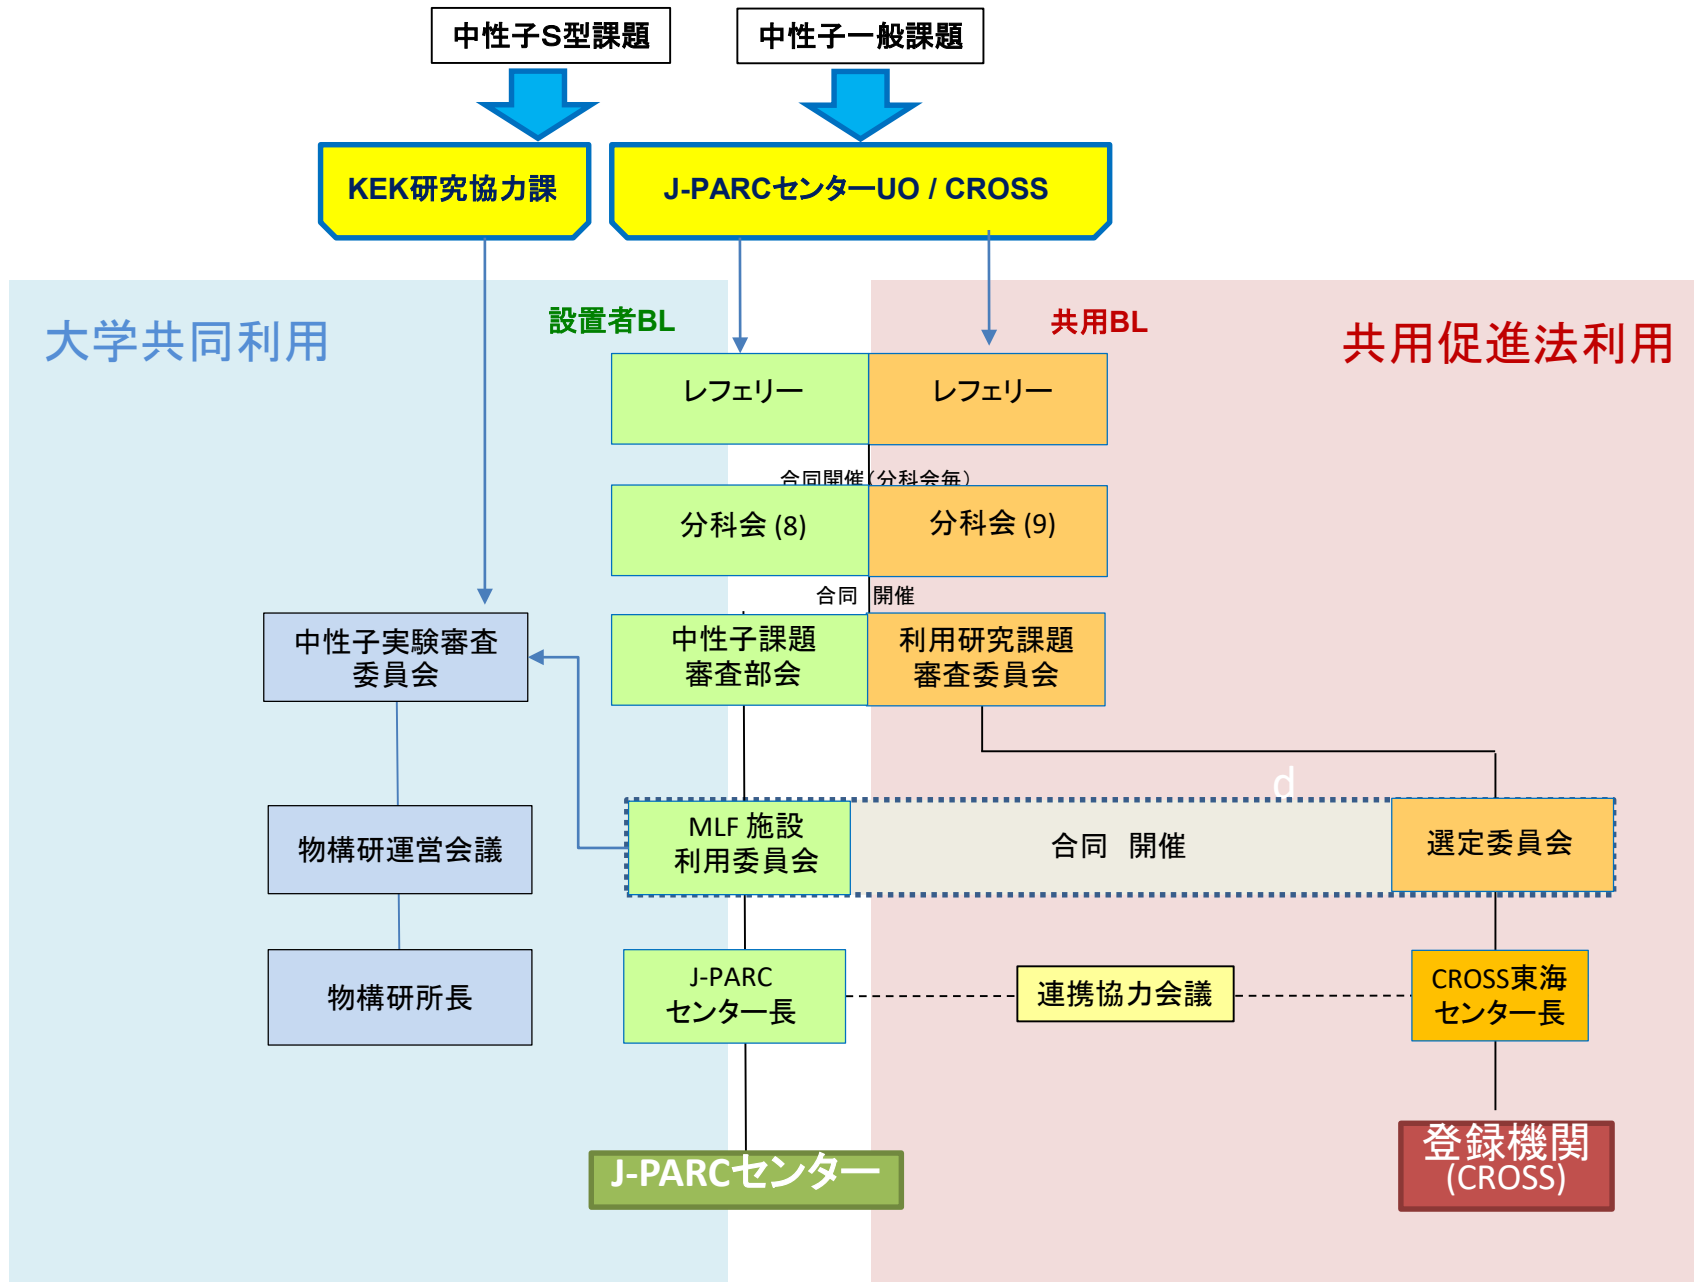 中性子S型課題
中性子一般課題
KEK研究協力課
J-PARCセンターUO / CROSS
大学共同利用
設置者BL
共用BL
共用促進法利用
レフェリー
レフェリー
合同開催(分科会毎)
分科会 (8)
分科会 (9)
合同 開催
中性子実験審査
委員会
中性子課題
審査部会
利用研究課題
審査委員会
d
物構研運営会議
MLF 施設
利用委員会
合同 開催
選定委員会
物構研所長
J-PARC
センター長
連携協力会議
CROSS東海
センター長
J-PARCセンター
登録機関
(CROSS)